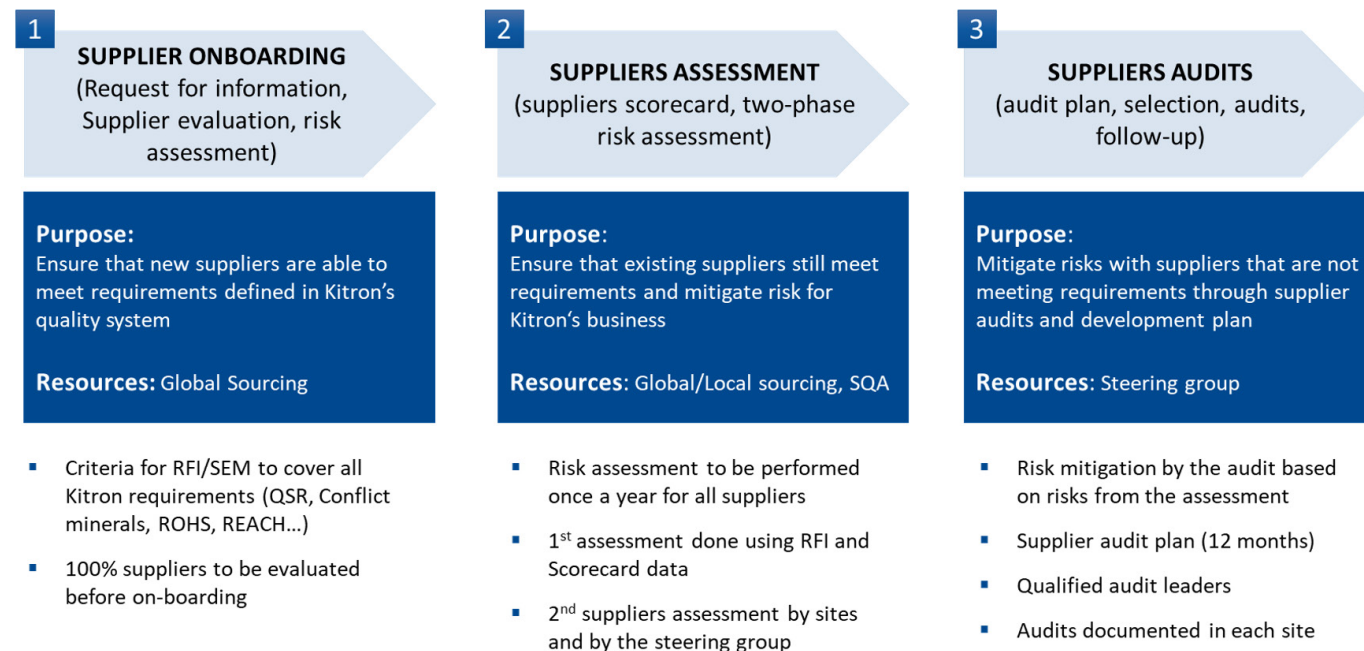 1
SUPPLIER ONBOARDING
(Request for information,
Supplier evaluation, risk
assessment)
Purpose:
Ensure that new suppliers are able to
meet requirements defined in Kitron's
quality system
Resources: Global Sourcing
▪ Criteria for RFI/SEM to cover all
Kitron requirements (QSR, Conflict
minerals, ROHS, REACH...)
▪ 100% suppliers to be evaluated
before on-boarding
2
SUPPLIERS ASSESSMENT
(suppliers scorecard, two-phase
risk assessment)
Purpose:
Ensure that existing suppliers still meet
requirements and mitigate risk for
Kitron's business
Resources: Global/Local sourcing, SQA
▪ Risk assessment to be performed
once a year for all suppliers
▪ 1st assessment done using RFI and
Scorecard data
▪ 2nd suppliers assessment by sites
and by the steering group
3
SUPPLIERS AUDITS
(audit plan, selection, audits,
follow-up)
Purpose:
Mitigate risks with suppliers that are not
meeting requirements through supplier
audits and development plan
Resources: Steering group
▪ Risk mitigation by the audit based
on risks from the assessment
▪ Supplier audit plan (12 months)
▪ Qualified audit leaders
▪ Audits documented in each site